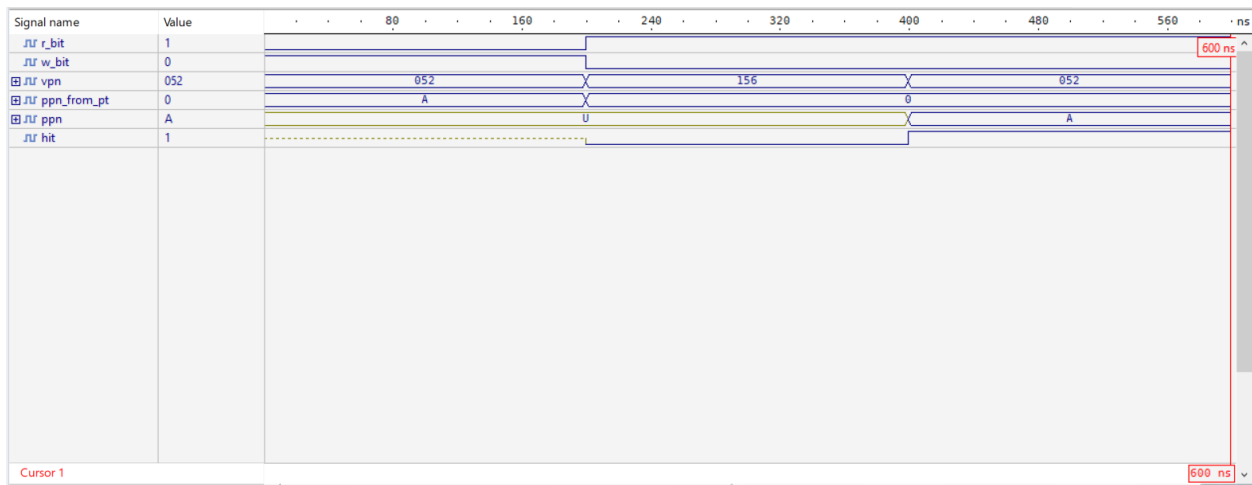 Signal name Value 80 160 240 320 400 480 560 ns
r_bit 1 600 ns
w_bit 0
vpn 052 052 156 052
ppn_from_pt 0 A 0
ppn A U A
hit 1
Cursor 1 600 ns